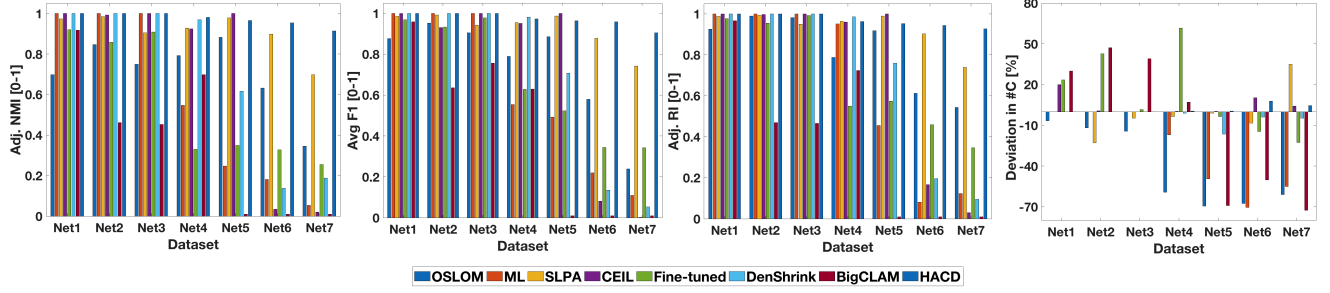 Adj. NMI [0-1]
1
0.8
0.6
0.4
0.2
0
Net1 Net2 Net3 Net4 Net5 Net6 Net7
Dataset
Avg F1 [0-1]
1
0.8
0.6
0.4
0.2
0
Net1 Net2 Net3 Net4 Net5 Net6 Net7
Dataset
Adj. RI [0-1]
1
0.8
0.6
0.4
0.2
0
Net1 Net2 Net3 Net4 Net5 Net6 Net7
Dataset
Deviation in #C [%]
80
50
20
-10
-40
-70
Net1 Net2 Net3 Net4 Net5 Net6 Net7
Dataset
OSLOM ML SLPA CEIL Fine-tuned DenShrink BigCLAM HACD